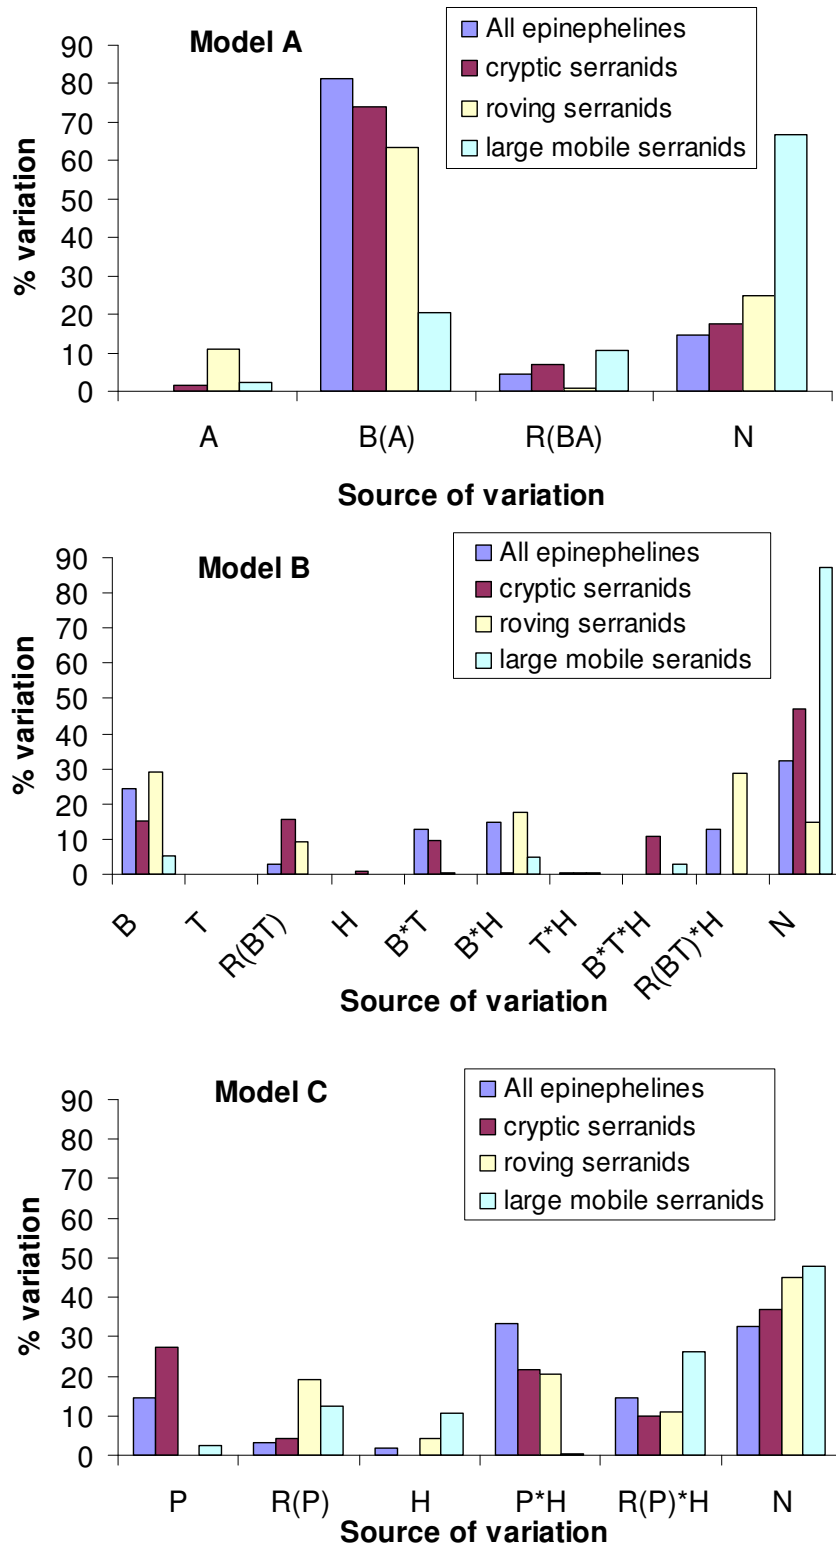 Model A
All epinephelines
cryptic serranids
roving serranids
large mobile serranids
% variation
90
80
70
60
50
40
30
20
10
0
A B(A) R(BA) N
Source of variation
Model B
All epinephelines
cryptic serranids
roving serranids
large mobile seranids
% variation
90
80
70
60
50
40
30
20
10
0
B T R(BT) H B*T B*H T*H B*T*H R(BT)*H N
Source of variation
Model C
All epinephelines
cryptic serranids
roving serranids
large mobile serranids
% variation
90
80
70
60
50
40
30
20
10
0
P R(P) H P*H R(P)*H N
Source of variation